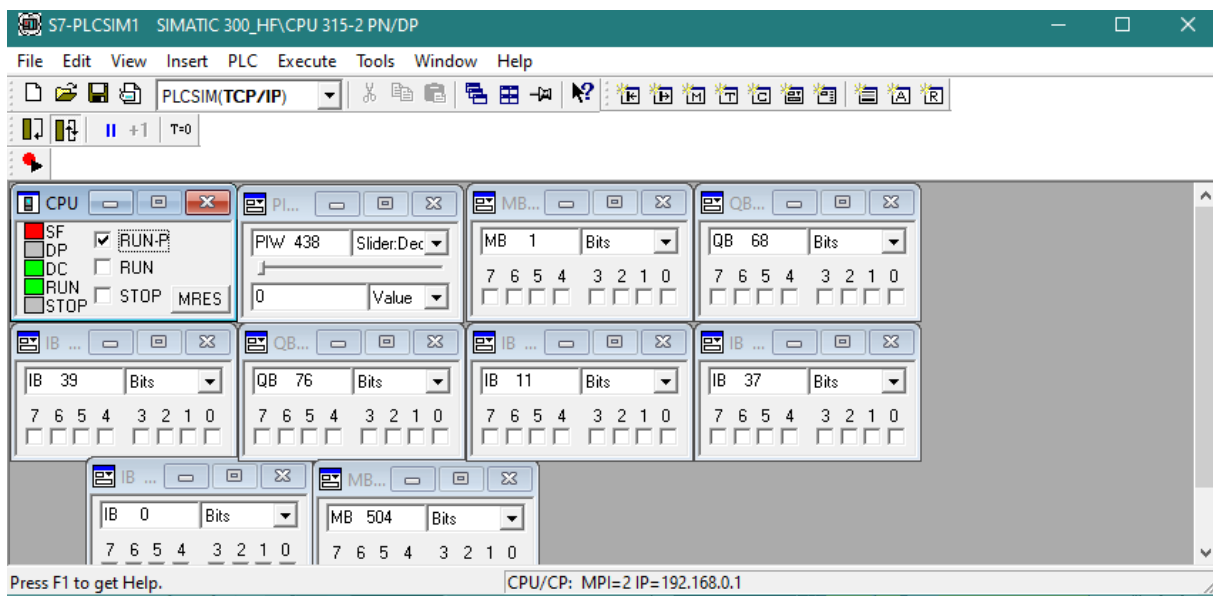 S7-PLCSIM1 SIMATIC 300_HF\CPU 315-2 PN/DP
File Edit View Insert PLC Execute Tools Window Help
PLCSIM(TCP/IP)
+1 T=0
CPU
SF
DP
DC
RUN
STOP
RUN-P
RUN
STOP MRES
PI...
PIW 438 Slider:Dec
0 Value
MB...
MB 1 Bits
7 6 5 4 3 2 1 0
QB...
QB 68 Bits
7 6 5 4 3 2 1 0
IB ...
IB 39 Bits
7 6 5 4 3 2 1 0
QB...
QB 76 Bits
7 6 5 4 3 2 1 0
IB ...
IB 11 Bits
7 6 5 4 3 2 1 0
IB ...
IB 37 Bits
7 6 5 4 3 2 1 0
IB ...
IB 0 Bits
7 6 5 4 3 2 1 0
MB...
MB 504 Bits
7 6 5 4 3 2 1 0
Press F1 to get Help.
CPU/CP: MPI=2 IP=192.168.0.1